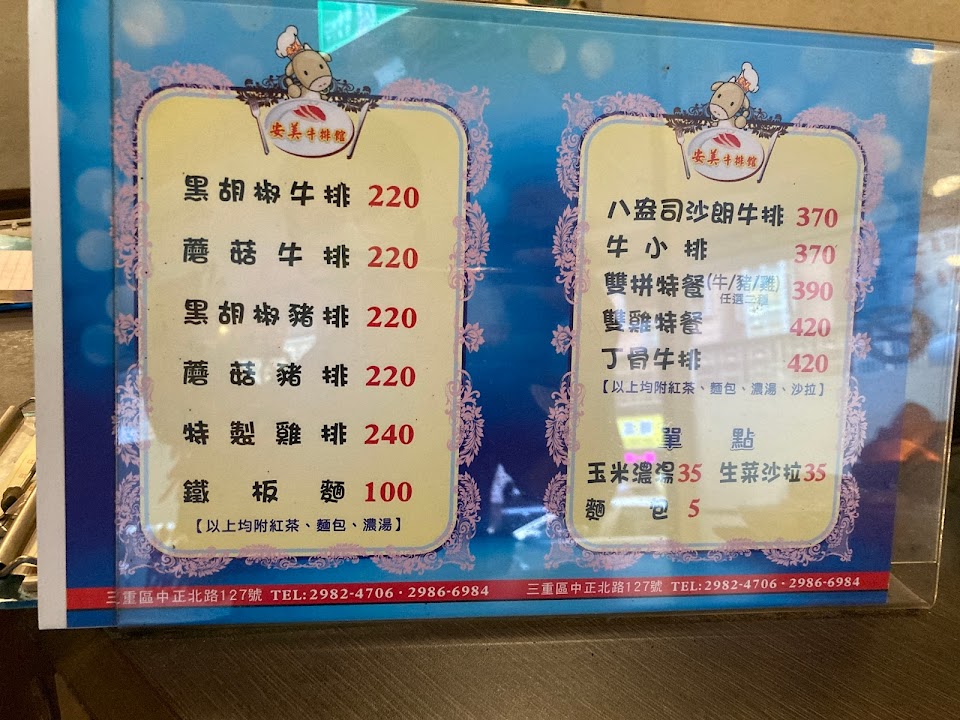 安美牛排館
黑胡椒牛排 220
蘑菇牛排 220
黑胡椒豬排 220
蘑菇豬排 220
特製雞排 240
鐵板麵 100
【以上均附紅茶、麵包、濃湯】
三重區中正北路127號 TEL:2982-4706・2986-6984
安美牛排館
八盎司沙朗牛排 370
牛小排 370
雙拼特餐(牛/豬/雞) 390
任選二種
雙雞特餐 420
丁骨牛排 420
【以上均附紅茶、麵包、濃湯、沙拉】
單點
玉米濃湯35 生菜沙拉35
麵包 5
三重區中正北路127號 TEL:2982-4706・2986-6984